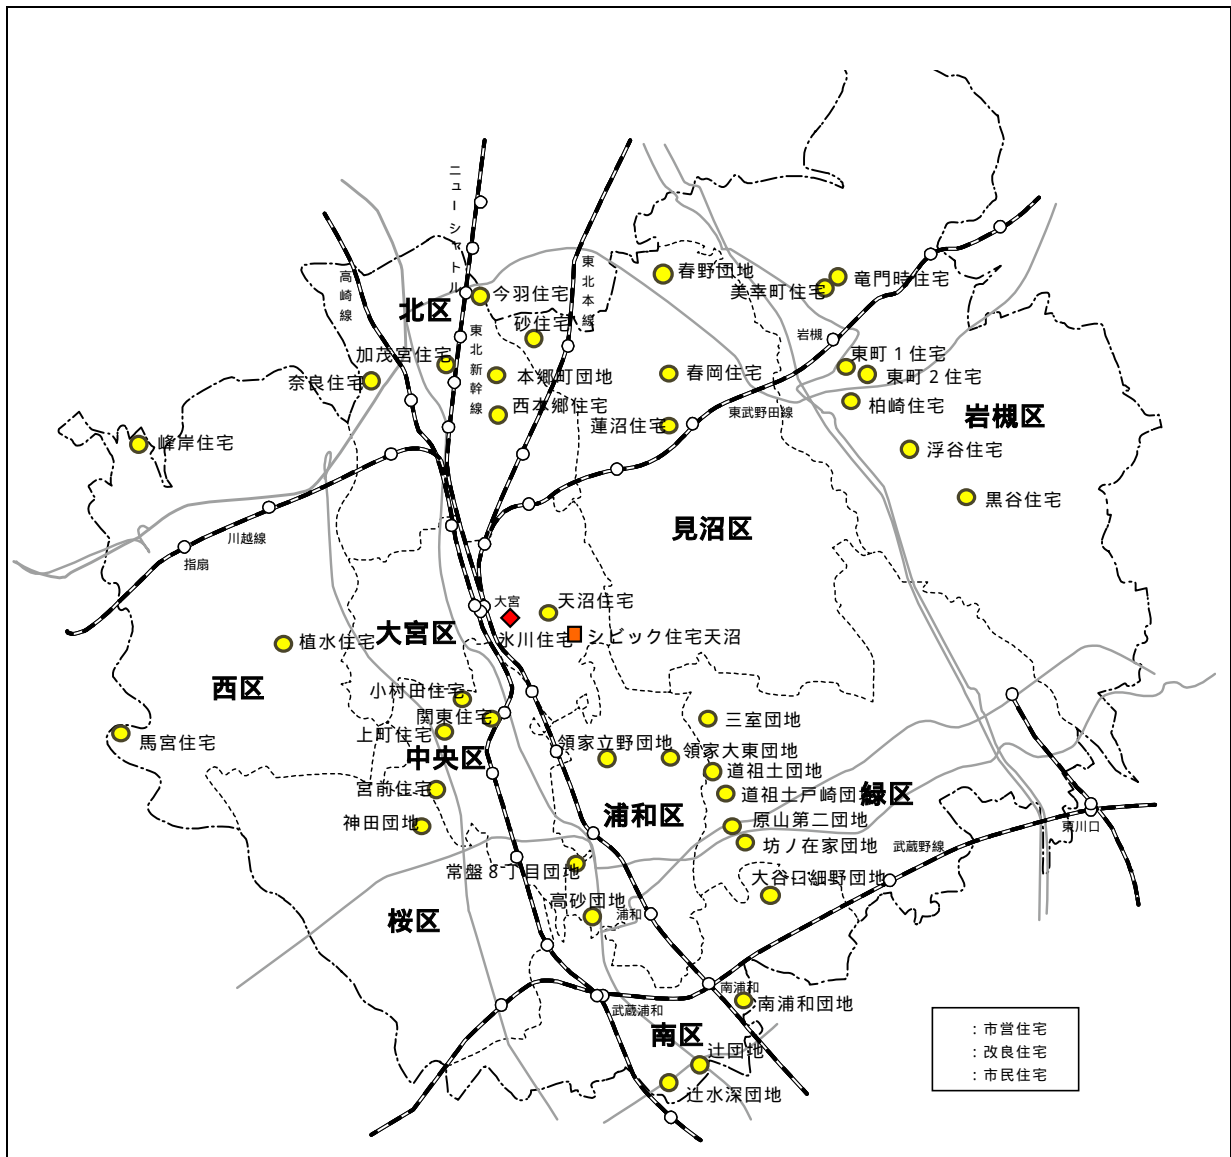 ニューシャトル
高崎線
東北本線
春野団地
美幸町住宅
竜門時住宅
今羽住宅
北区
砂住宅
東北新幹線
岩槻
加茂宮住宅
東町１住宅
奈良住宅
本郷町団地
春岡住宅
東町２住宅
西本郷住宅
柏崎住宅
東武野田線
岩槻区
蓮沼住宅
峰岸住宅
浮谷住宅
黒谷住宅
見沼区
川越線
指扇
大宮
天沼住宅
大宮区
氷川住宅
シビック住宅天沼
植水住宅
西区
小村田住宅
関東住宅
三室団地
上町住宅
馬宮住宅
領家立野団地
領家大東団地
中央区
道祖土団地
宮前住宅
道祖土戸崎団地
緑区
浦和区
神田団地
原山第二団地
東川口
坊ノ在家団地
武蔵野線
常盤８丁目団地
大谷口細野団地
高砂団地
浦和
桜区
南浦和
南浦和団地
武蔵浦和
南区
辻団地
辻水深団地
：市営住宅
：改良住宅
：市民住宅